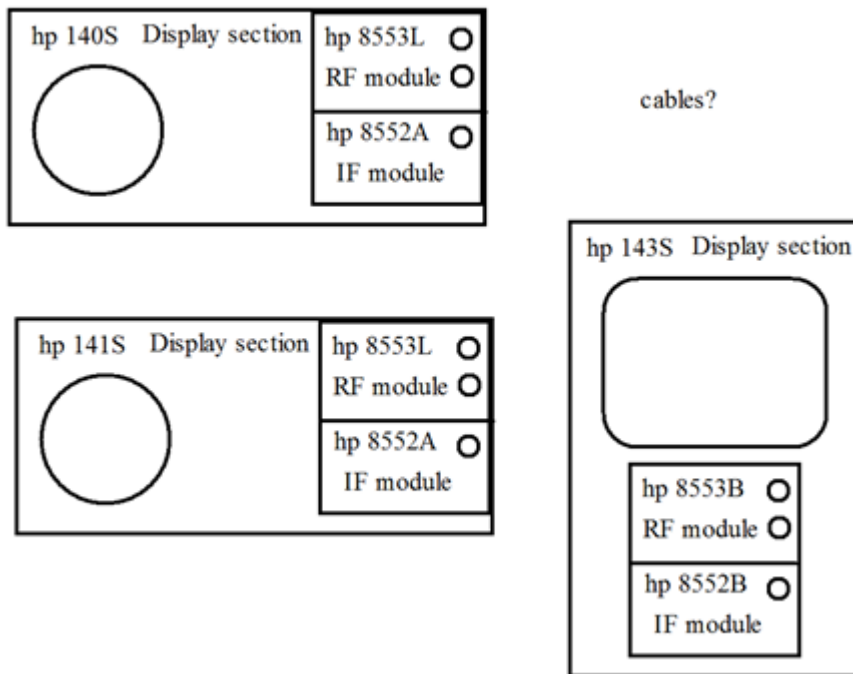 hp 140S Display section
hp 8553L
RF module
hp 8552A
IF module
cables?
hp 141S Display section
hp 8553L
RF module
hp 8552A
IF module
hp 143S Display section
hp 8553B
RF module
hp 8552B
IF module